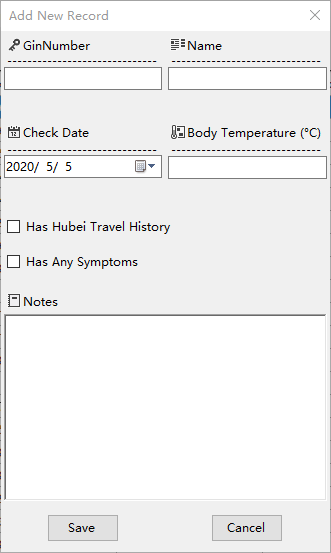 Add New Record
GinNumber
Name
Check Date
Body Temperature (°C)
2020/ 5/ 5
Has Hubei Travel History
Has Any Symptoms
Notes
Save
Cancel